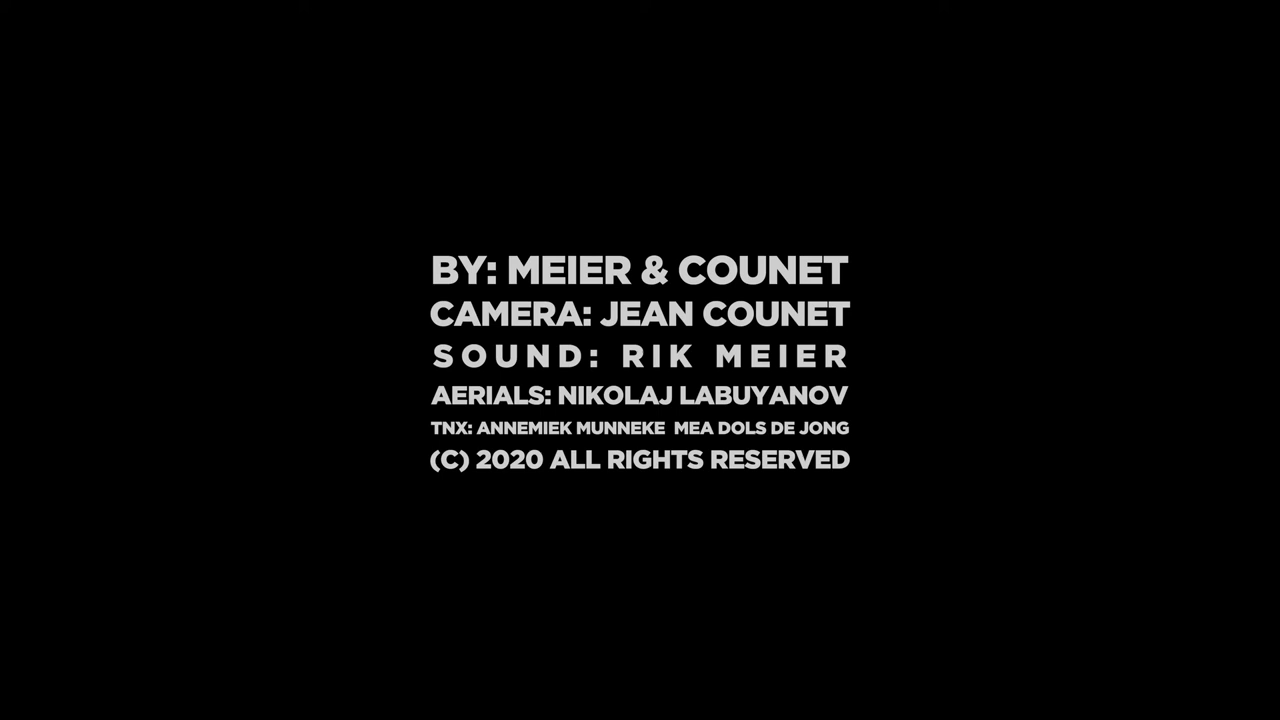 BY: MEIER & COUNET
CAMERA: JEAN COUNET
SOUND: RIK MEIER
AERIALS: NIKOLAJ LABUYANOV
TNX: ANNEMIEK MUNNEKE  MEA DOLS DE JONG
(C) 2020 ALL RIGHTS RESERVED